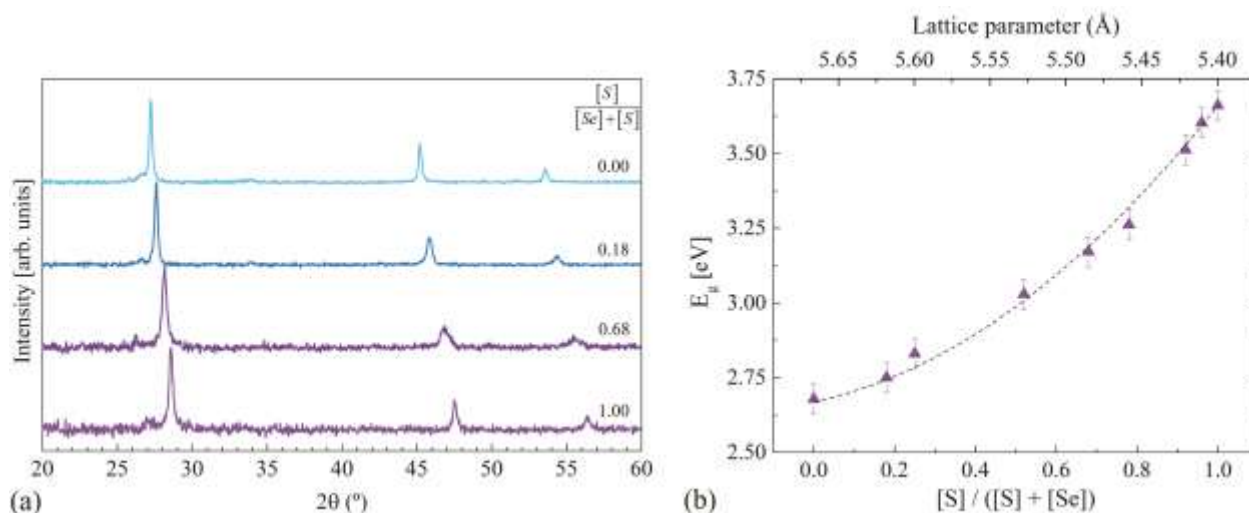 [S]
[Se]+[S]
0.00
0.18
0.68
1.00
Intensity [arb. units]
20 25 30 35 40 45 50 55 60
2θ (º)
(a)
Lattice parameter (Å)
5.65 5.60 5.50 5.50 5.45 5.40
3.75
3.50
3.25
3.00
2.75
2.50
E_g [eV]
0.0 0.2 0.4 0.6 0.8 1.0
[S] / ([S] + [Se])
(b)